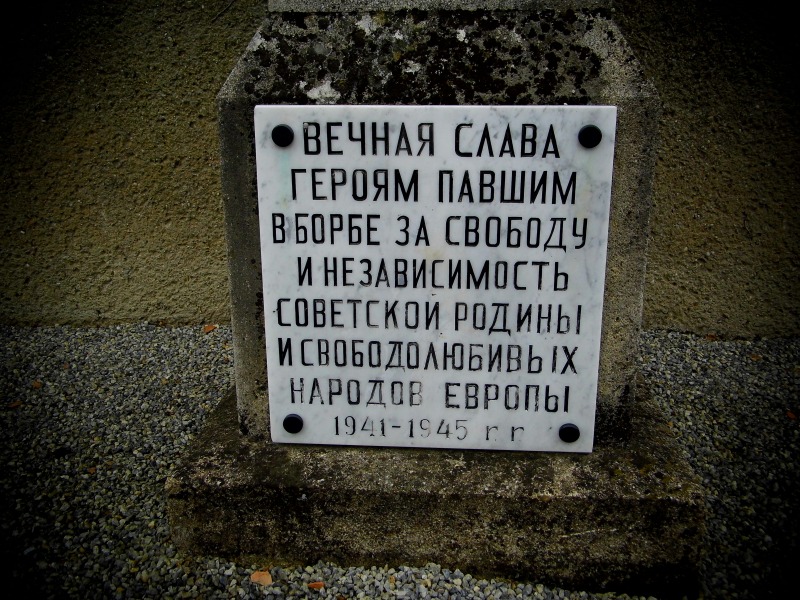 ВЕЧНАЯ СЛАВА
ГЕРОЯМ ПАВШИМ
В БОРБЕ ЗА СВОБОДУ
И НЕЗАВИСИМОСТЬ
СОВЕТСКОЙ РОДИНЫ
И СВОБОДОЛЮБИВЫХ
НАРОДОВ ЕВРОПЫ
1941-1945 г г